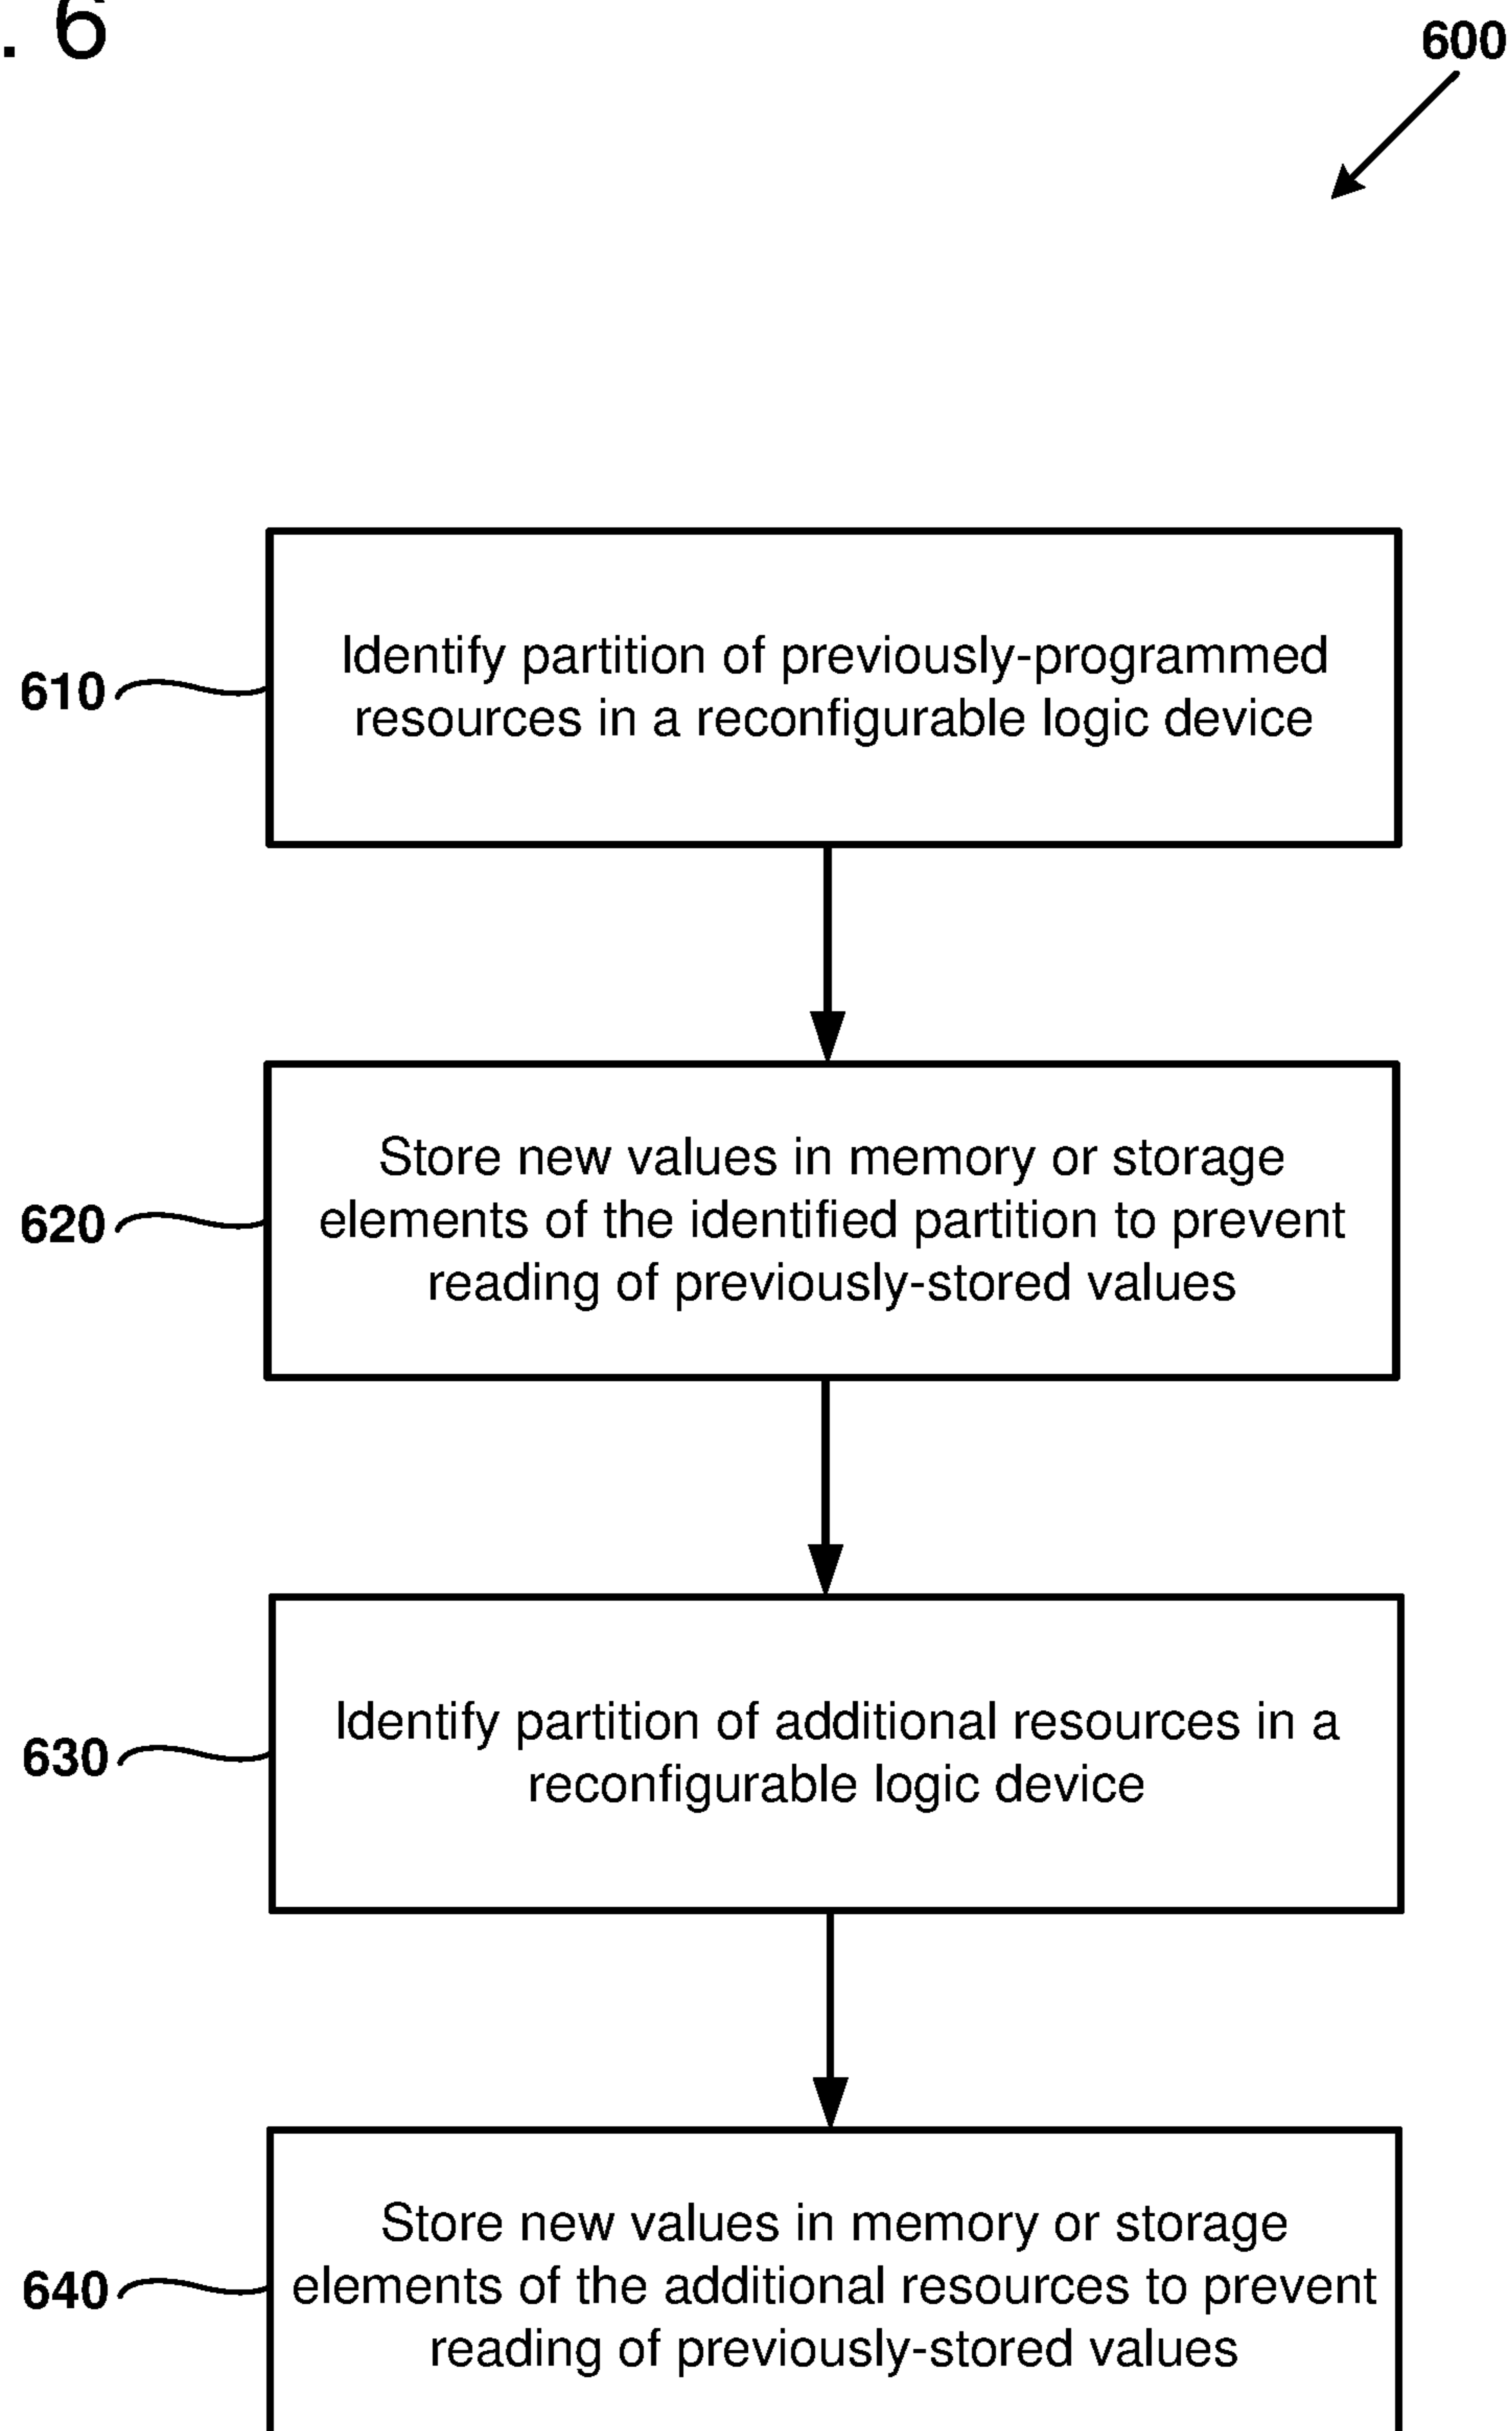 . 6
600
610
Identify partition of previously-programmed
resources in a reconfigurable logic device
620
Store new values in memory or storage
elements of the identified partition to prevent
reading of previously-stored values
630
Identify partition of additional resources in a
reconfigurable logic device
640
Store new values in memory or storage
elements of the additional resources to prevent
reading of previously-stored values